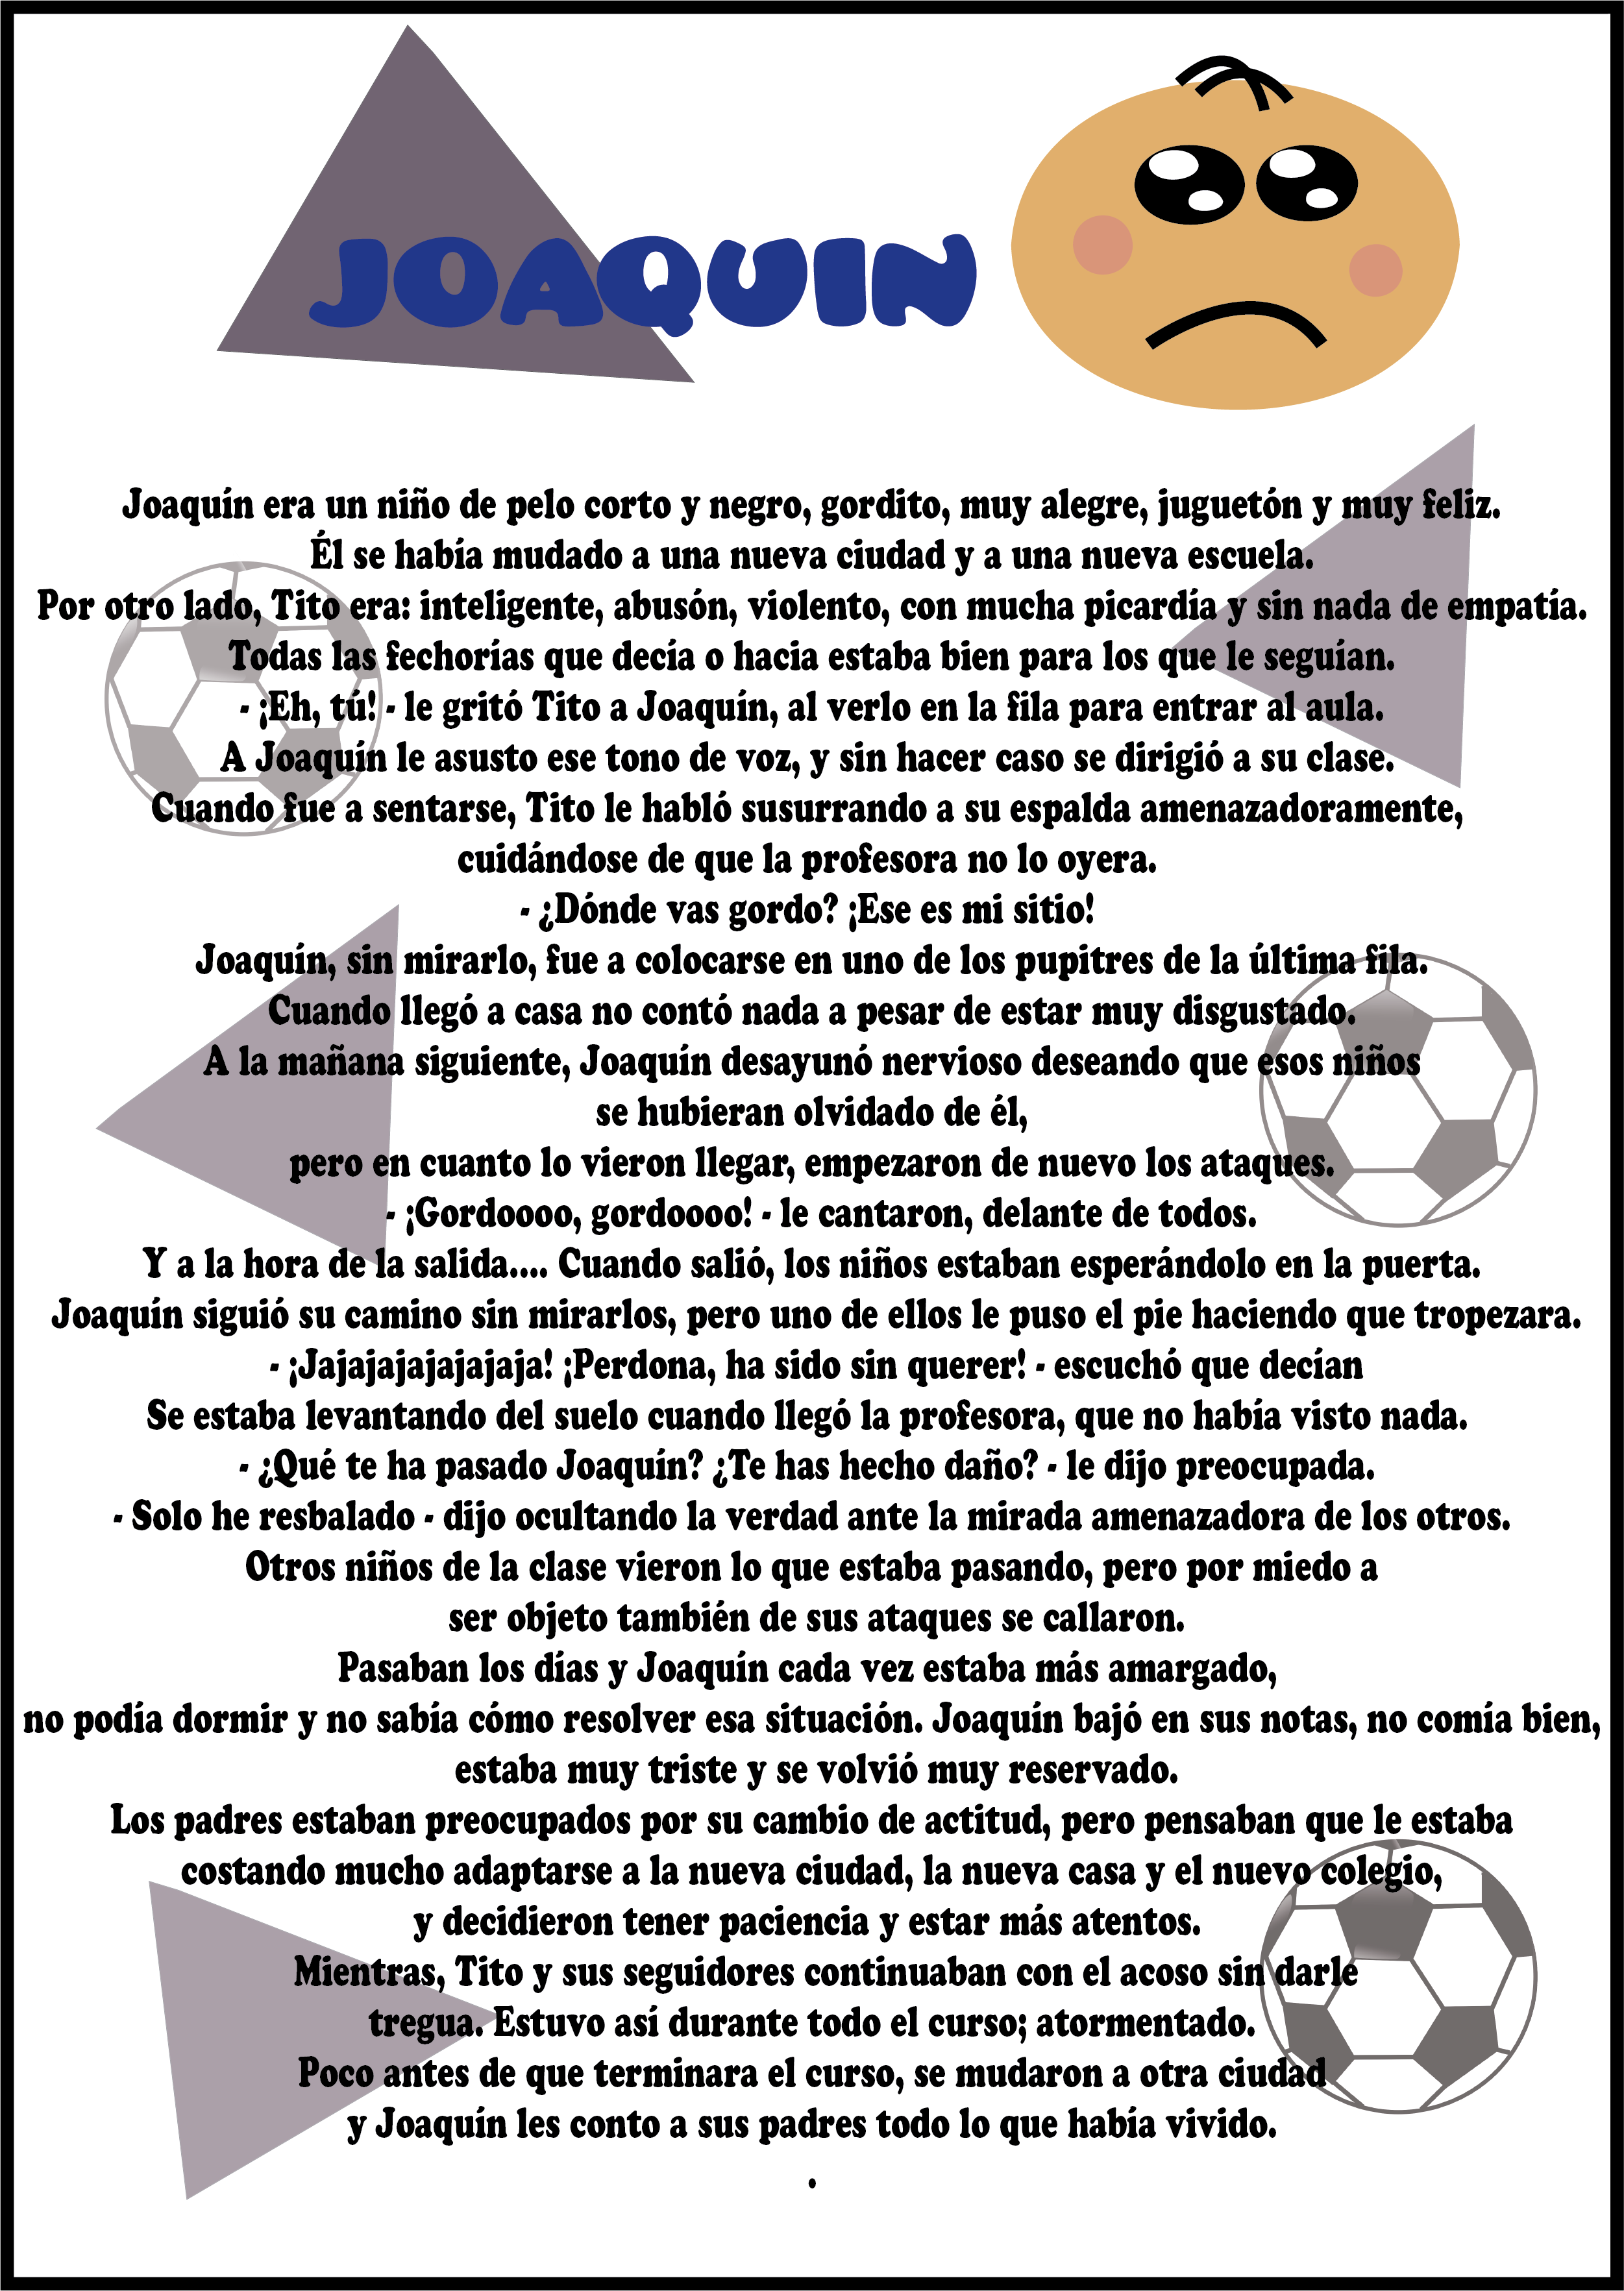 JOAQUIN
Joaquín era un niño de pelo corto y negro, gordito, muy alegre, juguetón y muy feliz.
Él se había mudado a una nueva ciudad y a una nueva escuela.
Por otro lado, Tito era: inteligente, abusón, violento, con mucha picardía y sin nada de empatía.
Todas las fechorías que decía o hacia estaba bien para los que le seguían.
- ¡Eh, tú! - le gritó Tito a Joaquín, al verlo en la fila para entrar al aula.
A Joaquín le asusto ese tono de voz, y sin hacer caso se dirigió a su clase.
Cuando fue a sentarse, Tito le habló susurrando a su espalda amenazadoramente,
cuidándose de que la profesora no lo oyera.
- ¿Dónde vas gordo? ¡Ese es mi sitio!
Joaquín, sin mirarlo, fue a colocarse en uno de los pupitres de la última fila.
Cuando llegó a casa no contó nada a pesar de estar muy disgustado.
A la mañana siguiente, Joaquín desayunó nervioso deseando que esos niños
se hubieran olvidado de él,
pero en cuanto lo vieron llegar, empezaron de nuevo los ataques.
- ¡Gordoooo, gordoooo! - le cantaron, delante de todos.
Y a la hora de la salida.... Cuando salió, los niños estaban esperándolo en la puerta.
Joaquín siguió su camino sin mirarlos, pero uno de ellos le puso el pie haciendo que tropezara.
- ¡Jajajajajajajaja! ¡Perdona, ha sido sin querer! - escuchó que decían
Se estaba levantando del suelo cuando llegó la profesora, que no había visto nada.
- ¿Qué te ha pasado Joaquín? ¿Te has hecho daño? - le dijo preocupada.
- Solo he resbalado - dijo ocultando la verdad ante la mirada amenazadora de los otros.
Otros niños de la clase vieron lo que estaba pasando, pero por miedo a
ser objeto también de sus ataques se callaron.
Pasaban los días y Joaquín cada vez estaba más amargado,
no podía dormir y no sabía cómo resolver esa situación. Joaquín bajó en sus notas, no comía bien,
estaba muy triste y se volvió muy reservado.
Los padres estaban preocupados por su cambio de actitud, pero pensaban que le estaba
costando mucho adaptarse a la nueva ciudad, la nueva casa y el nuevo colegio,
y decidieron tener paciencia y estar más atentos.
Mientras, Tito y sus seguidores continuaban con el acoso sin darle
tregua. Estuvo así durante todo el curso; atormentado.
Poco antes de que terminara el curso, se mudaron a otra ciudad
y Joaquín les conto a sus padres todo lo que había vivido.
.